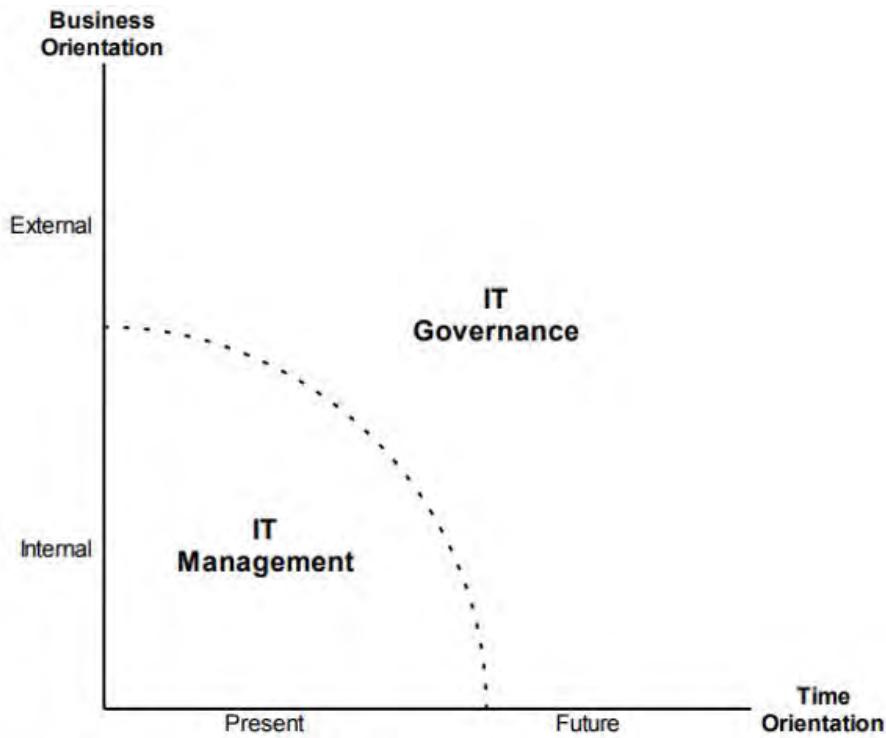 Business
Orientation
External
IT
Governance
Internal
IT
Management
Present
Future
Time
Orientation